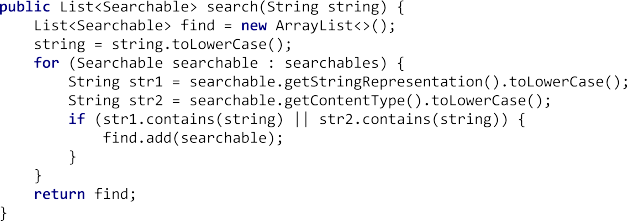 public List<Searchable> search(String string) {
    List<Searchable> find = new ArrayList<>();
    string = string.toLowerCase();
    for (Searchable searchable : searchables) {
        String str1 = searchable.getStringRepresentation().toLowerCase();
        String str2 = searchable.getContentType().toLowerCase();
        if (str1.contains(string) || str2.contains(string)) {
            find.add(searchable);
        }
    }
    return find;
}